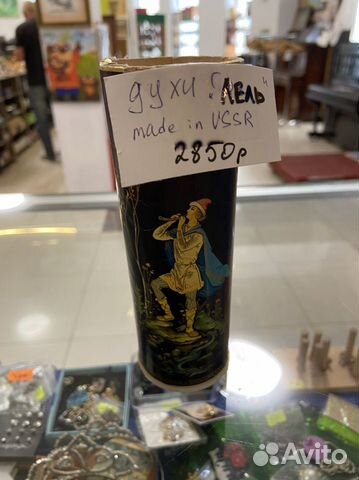 духи "ЛЕЛЬ"
made in USSR
2850р
Avito